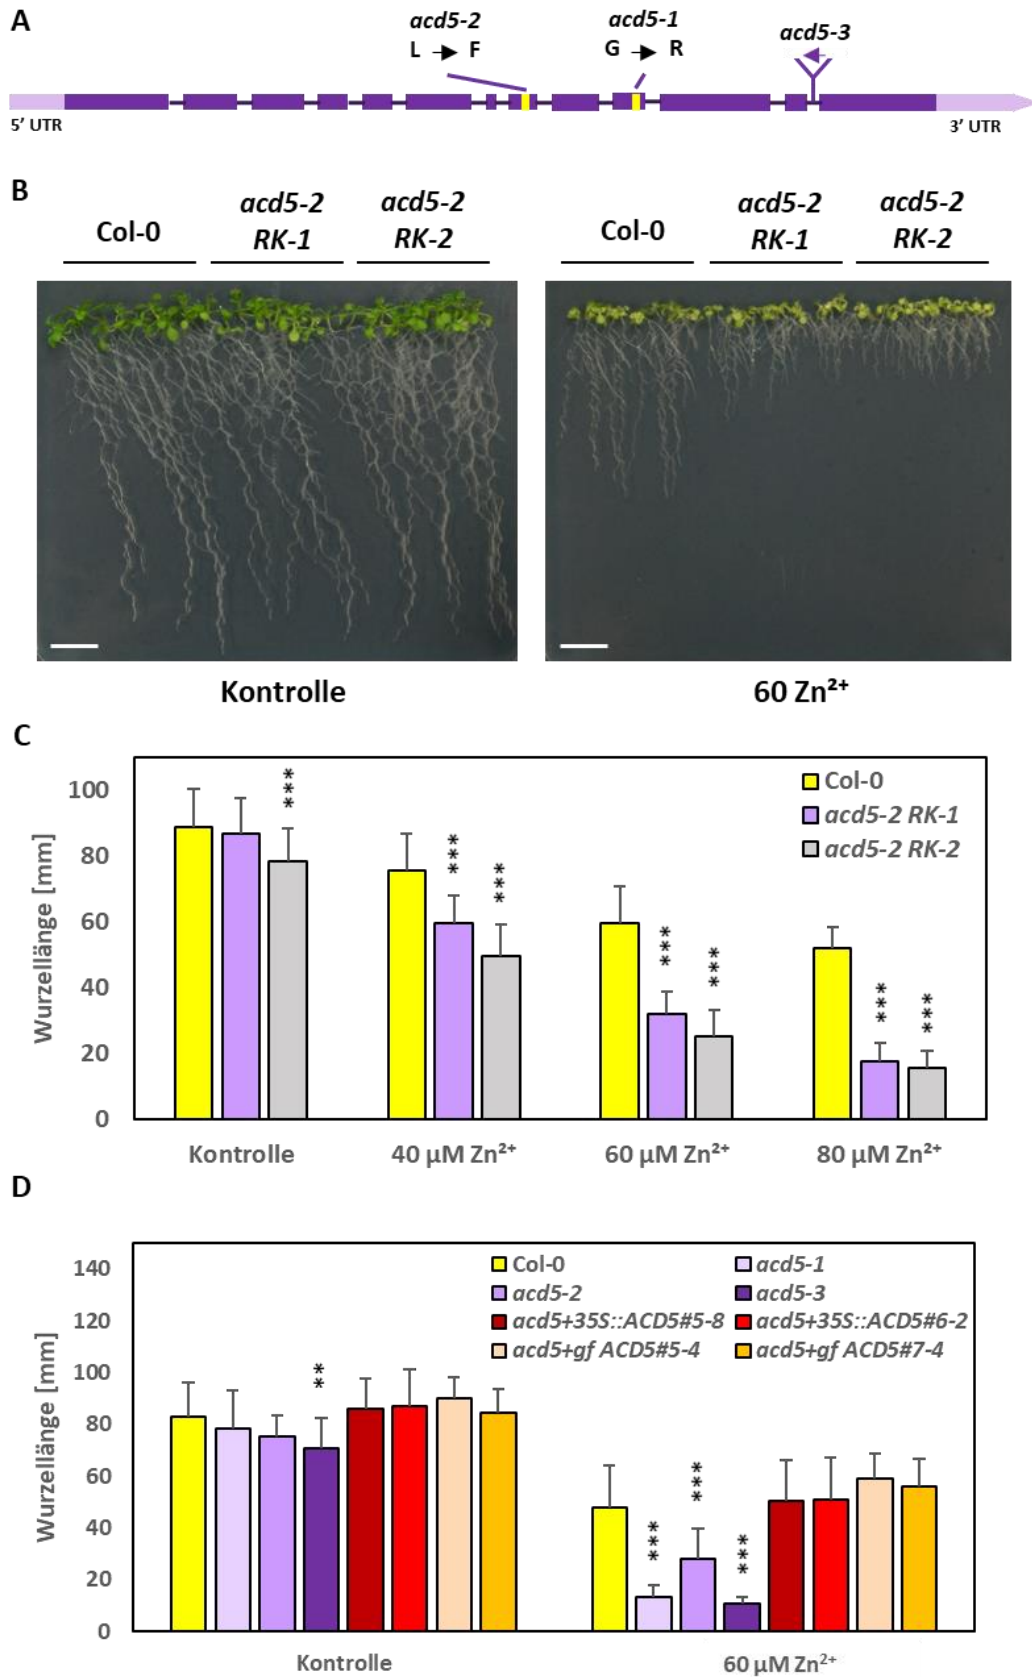 A
acd5-2
L F
acd5-1
G R
acd5-3
5’ UTR
3’ UTR
B
Col-0
acd5-2
RK-1
acd5-2
RK-2
Col-0
acd5-2
RK-1
acd5-2
RK-2
Kontrolle
60 Zn²⁺
C
Wurzellänge [mm]
100
80
60
40
20
0
***
***
***
***
***
***
***
Col-0
acd5-2 RK-1
acd5-2 RK-2
Kontrolle
40 µM Zn²⁺
60 µM Zn²⁺
80 µM Zn²⁺
D
Wurzellänge [mm]
140
120
100
80
60
40
20
0
Col-0
acd5-1
acd5-2
acd5-3
acd5+35S::ACD5#5-8
acd5+35S::ACD5#6-2
acd5+gf ACD5#5-4
acd5+gf ACD5#7-4
**
***
***
***
Kontrolle
60 µM Zn²⁺